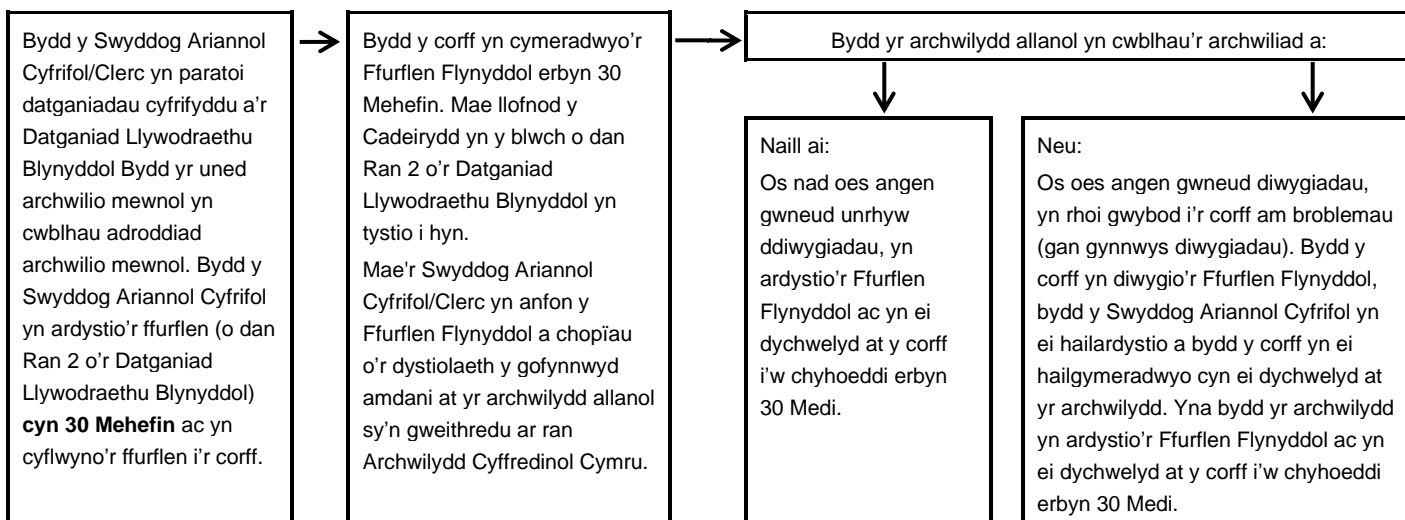 Bydd y Swyddog Ariannol
Cyfrifol/Clerc yn paratoi
datganiadau cyfrifyddu a’r
Datganiad Llywodraethu
Blynyddol Bydd yr uned
archwilio mewnol yn
cwblhau adroddiad
archwilio mewnol. Bydd y
Swyddog Ariannol Cyfrifol
yn ardystio’r ffurflen (o dan
Ran 2 o’r Datganiad
Llywodraethu Blynyddol)
cyn 30 Mehefin ac yn
cyflwyno’r ffurflen i’r corff.
Bydd y corff yn cymeradwyo’r
Ffurflen Flynyddol erbyn 30
Mehefin. Mae llofnod y
Cadeirydd yn y blwch o dan
Ran 2 o’r Datganiad
Llywodraethu Blynyddol yn
tystio i hyn.
Mae'r Swyddog Ariannol
Cyfrifol/Clerc yn anfon y
Ffurflen Flynyddol a chopïau
o’r dystiolaeth y gofynnwyd
amdani at yr archwilydd allanol
sy’n gweithredu ar ran
Archwilydd Cyffredinol Cymru.
Bydd yr archwilydd allanol yn cwblhau'r archwiliad a:
Naill ai:
Os nad oes angen
gwneud unrhyw
ddiwygiadau, yn
ardystio’r Ffurflen
Flynyddol ac yn ei
dychwelyd at y corff
i’w chyhoeddi erbyn
30 Medi.
Neu:
Os oes angen gwneud diwygiadau,
yn rhoi gwybod i’r corff am broblemau
(gan gynnwys diwygiadau). Bydd y
corff yn diwygio’r Ffurflen Flynyddol,
bydd y Swyddog Ariannol Cyfrifol yn
ei hailardystio a bydd y corff yn ei
hailgymeradwyo cyn ei dychwelyd at
yr archwilydd. Yna bydd yr archwilydd
yn ardystio’r Ffurflen Flynyddol ac yn
ei dychwelyd at y corff i’w chyhoeddi
erbyn 30 Medi.